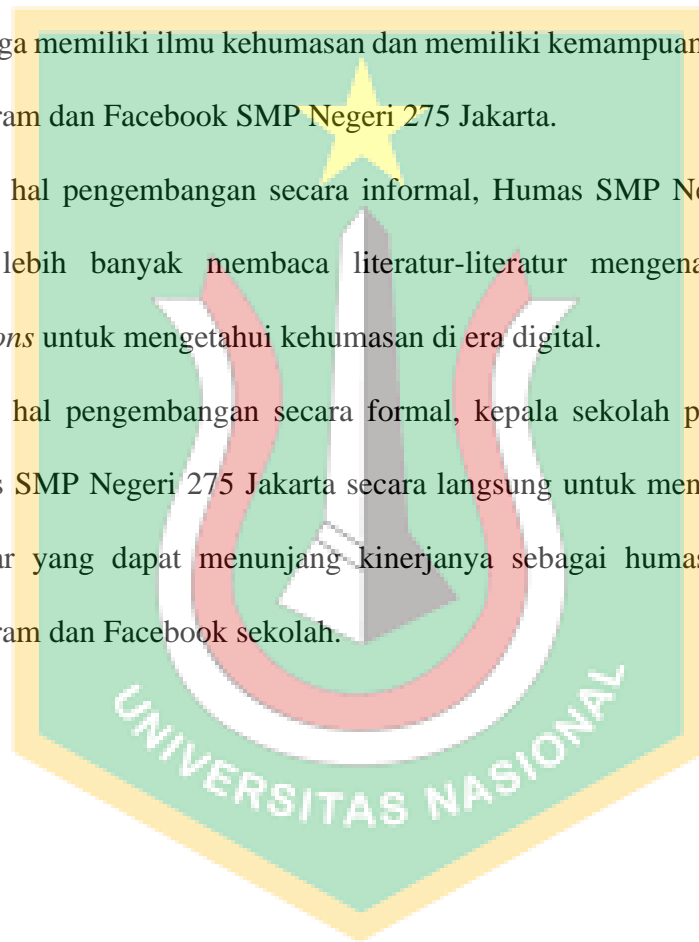 ga memiliki ilmu kehumasan dan memiliki kemampuan
ram dan Facebook SMP Negeri 275 Jakarta.
hal pengembangan secara informal, Humas SMP Ne
lebih banyak membaca literatur-literatur mengena
ons untuk mengetahui kehumasan di era digital.
hal pengembangan secara formal, kepala sekolah p
s SMP Negeri 275 Jakarta secara langsung untuk men
ar yang dapat menunjang kinerjanya sebagai humas
ram dan Facebook sekolah.
UNIVERSITAS NASIONAL